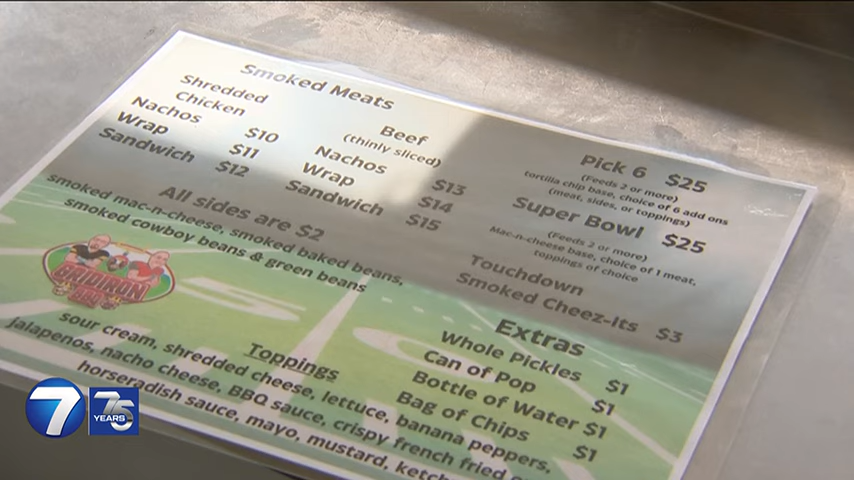 Smoked Meats
Shredded
Chicken
Nachos $10
Wrap $11
Sandwich $12
Beef
(thinly sliced)
Nachos $13
Wrap $14
Sandwich $15
All sides are $2
smoked mac-n-cheese, smoked baked beans,
smoked cowboy beans & green beans
Pick 6 $25
(Feeds 2 or more)
tortilla chip base, choice of 6 add ons
(meat, sides, or toppings)
Super Bowl $25
(Feeds 2 or more)
Mac-n-cheese base, choice of 1 meat,
toppings of choice
Touchdown
Smoked Cheez-Its $3
GRIDIRON
Toppings
sour cream, shredded cheese, lettuce, banana peppers,
jalapenos, nacho cheese, BBQ sauce, crispy french fried
horseradish sauce, mayo, mustard,
Extras
Whole Pickles $1
Can of Pop $1
Bottle of Water $1
Bag of Chips $1
7
75
YEARS